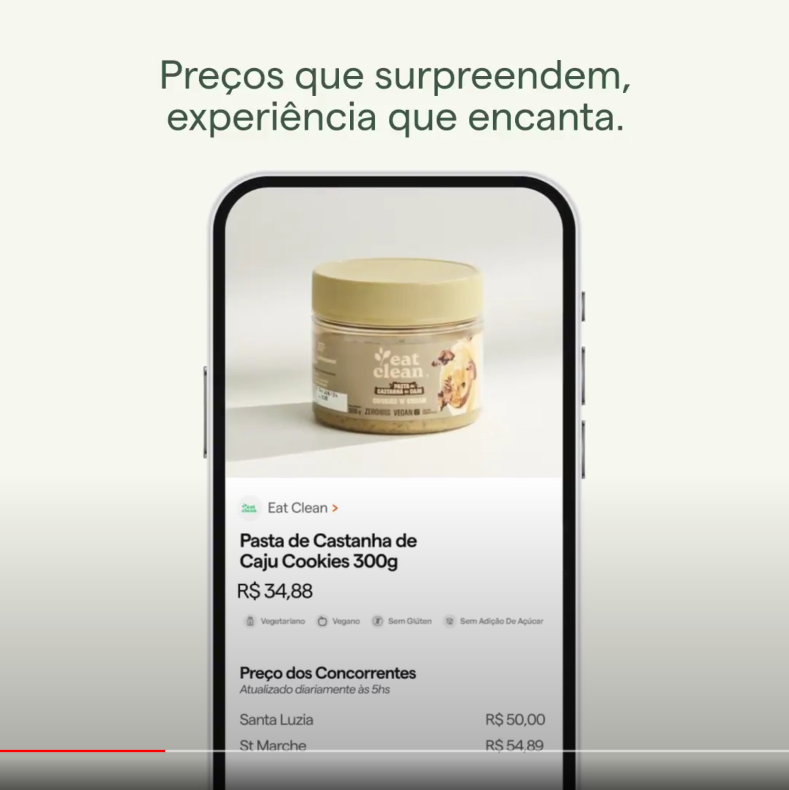 Preços que surpreendem,
experiência que encanta.
eat
clean
PASTA DE
CASTANHA DE CAJU
COOKIES N' CREAM
300g ZERO VEGAN
Eat Clean >
Pasta de Castanha de
Caju Cookies 300g
R$ 34,88
Vegetariano Vegano Sem Glúten Sem Adição De Açúcar
Preço dos Concorrentes
Atualizado diariamente às 5hs
Santa Luzia R$ 50,00
St Marche R$ 54,89